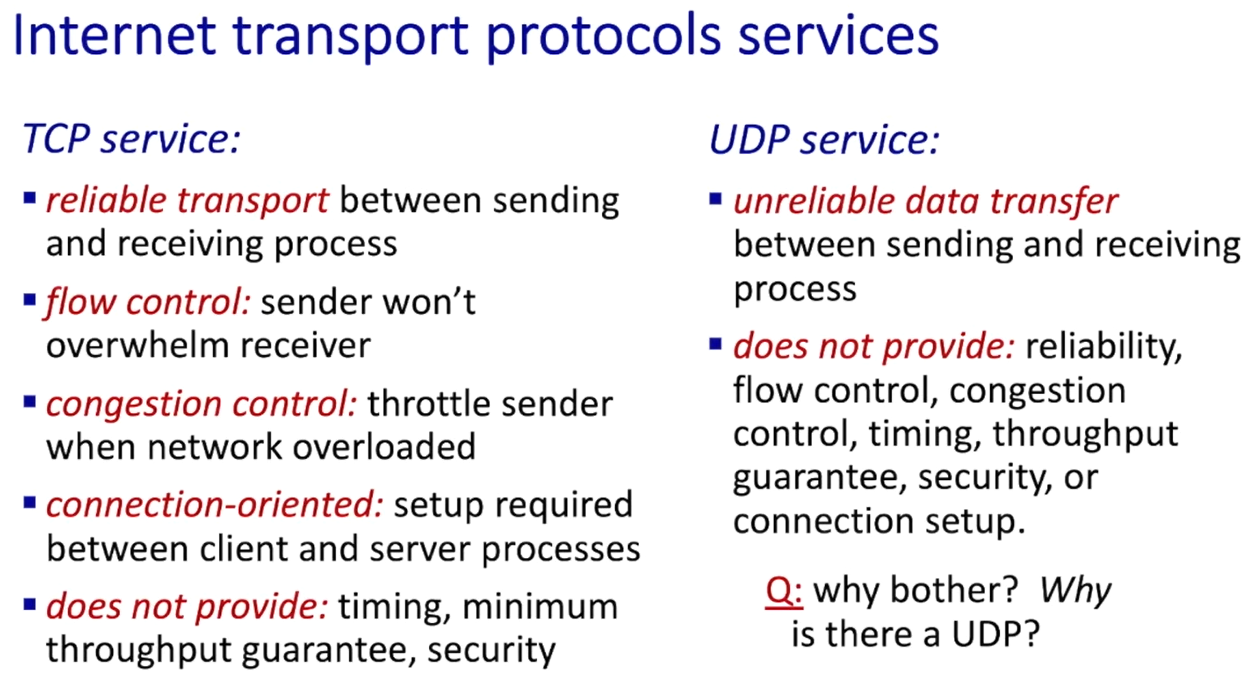 Internet transport protocols services
TCP service:
▪ reliable transport between sending
and receiving process
▪ flow control: sender won't
overwhelm receiver
▪ congestion control: throttle sender
when network overloaded
▪ connection-oriented: setup required
between client and server processes
▪ does not provide: timing, minimum
throughput guarantee, security
UDP service:
▪ unreliable data transfer
between sending and receiving
process
▪ does not provide: reliability,
flow control, congestion
control, timing, throughput
guarantee, security, or
connection setup.
Q: why bother? Why
is there a UDP?